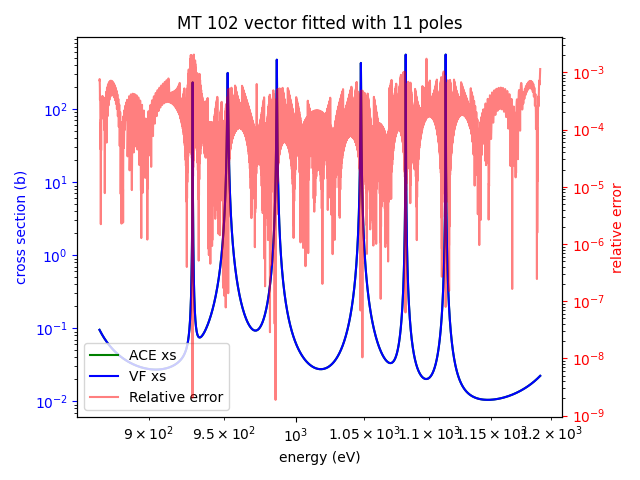 MT 102 vector fitted with 11 poles
cross section (b)
10²
10¹
10⁰
10⁻¹
10⁻²
ACE xs
VF xs
Relative error
10⁻³
10⁻⁴
10⁻⁵
10⁻⁶
10⁻⁷
10⁻⁸
10⁻⁹
relative error
9 × 10² 9.5 × 10² 10³ 1.05 × 10³ 1.1 × 10³ 1.15 × 10³ 1.2 × 10³
energy (eV)